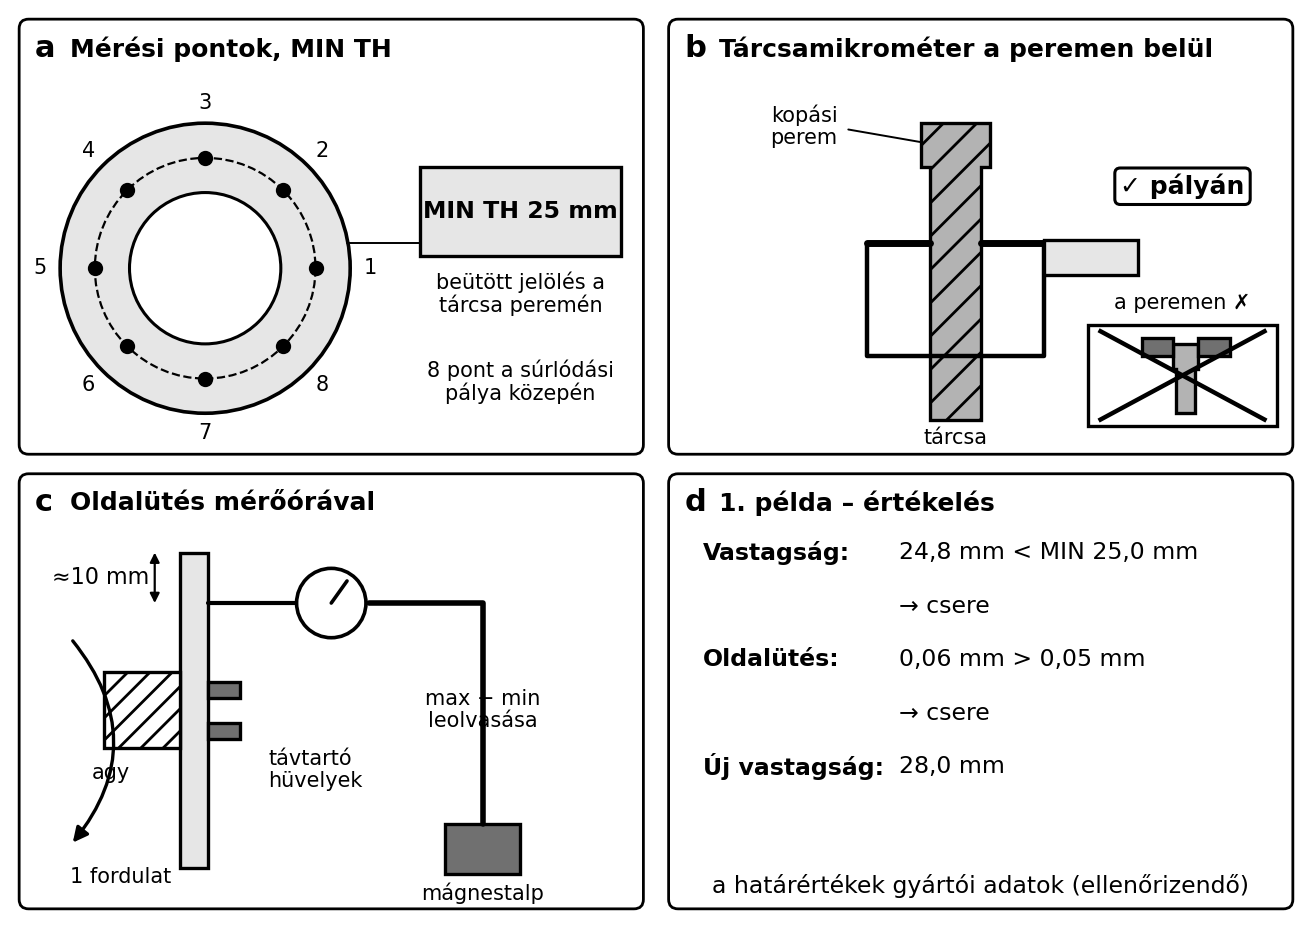 a Mérési pontok, MIN TH
3
4
2
5
1
6
8
7
MIN TH 25 mm
beütött jelölés a
tárcsa peremén
8 pont a súrlódási
pálya közepén
b Tárcsamikrométer a peremen belül
kopási
perem
✓ pályán
a peremen ✗
tárcsa
c Oldalütés mérőórával
≈10 mm
max − min
leolvasása
távtartó
hüvelyek
agy
1 fordulat
mágnestalp
d 1. példa – értékelés
Vastagság: 24,8 mm < MIN 25,0 mm
→ csere
Oldalütés: 0,06 mm > 0,05 mm
→ csere
Új vastagság: 28,0 mm
a határértékek gyártói adatok (ellenőrizendő)